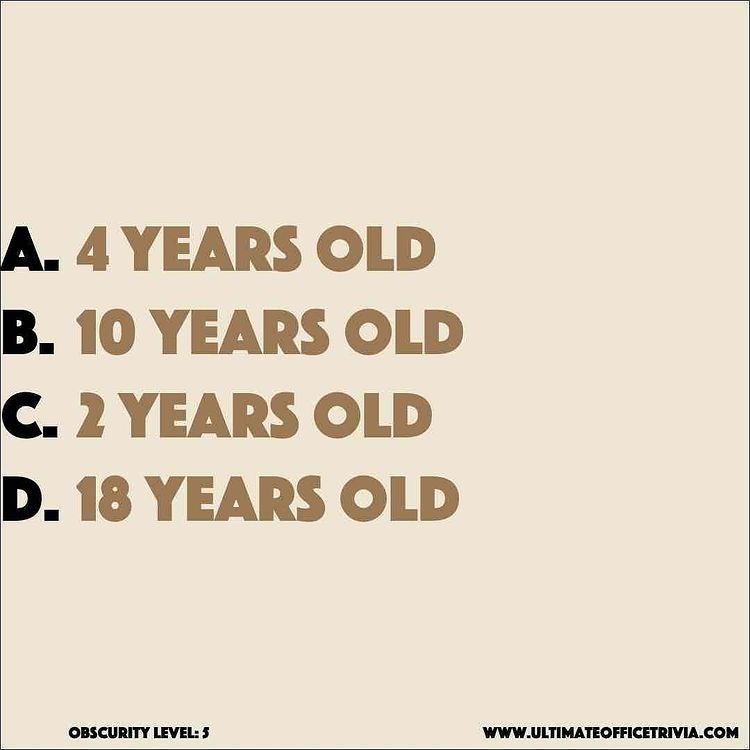 A. 4 YEARS OLD
B. 10 YEARS OLD
C. 2 YEARS OLD
D. 18 YEARS OLD
OBSCURITY LEVEL: 5
WWW.ULTIMATEOFFICETRIVIA.COM